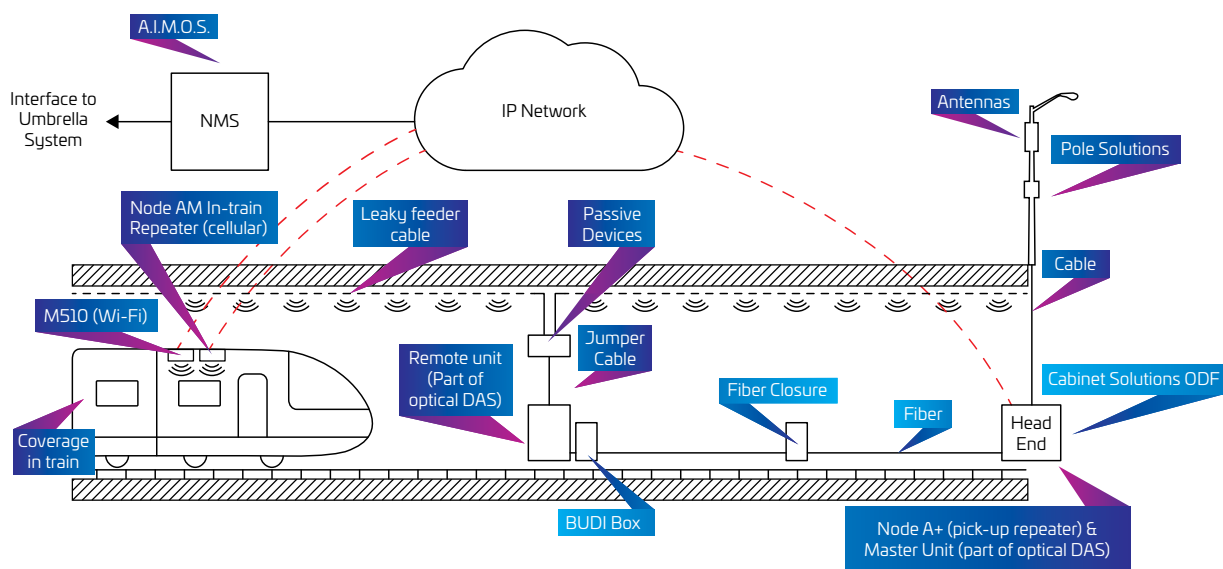 A.I.M.O.S.
Interface to
Umbrella
System
NMS
IP Network
Antennas
Pole Solutions
Node AM In-train
Repeater (cellular)
Leaky feeder
cable
Passive
Devices
Cable
M510 (Wi-Fi)
Jumper
Cable
Remote unit
(Part of
optical DAS)
Fiber Closure
Fiber
Cabinet Solutions ODF
Head
End
Coverage
in train
BUDI Box
Node A+ (pick-up repeater) &
Master Unit (part of optical DAS)